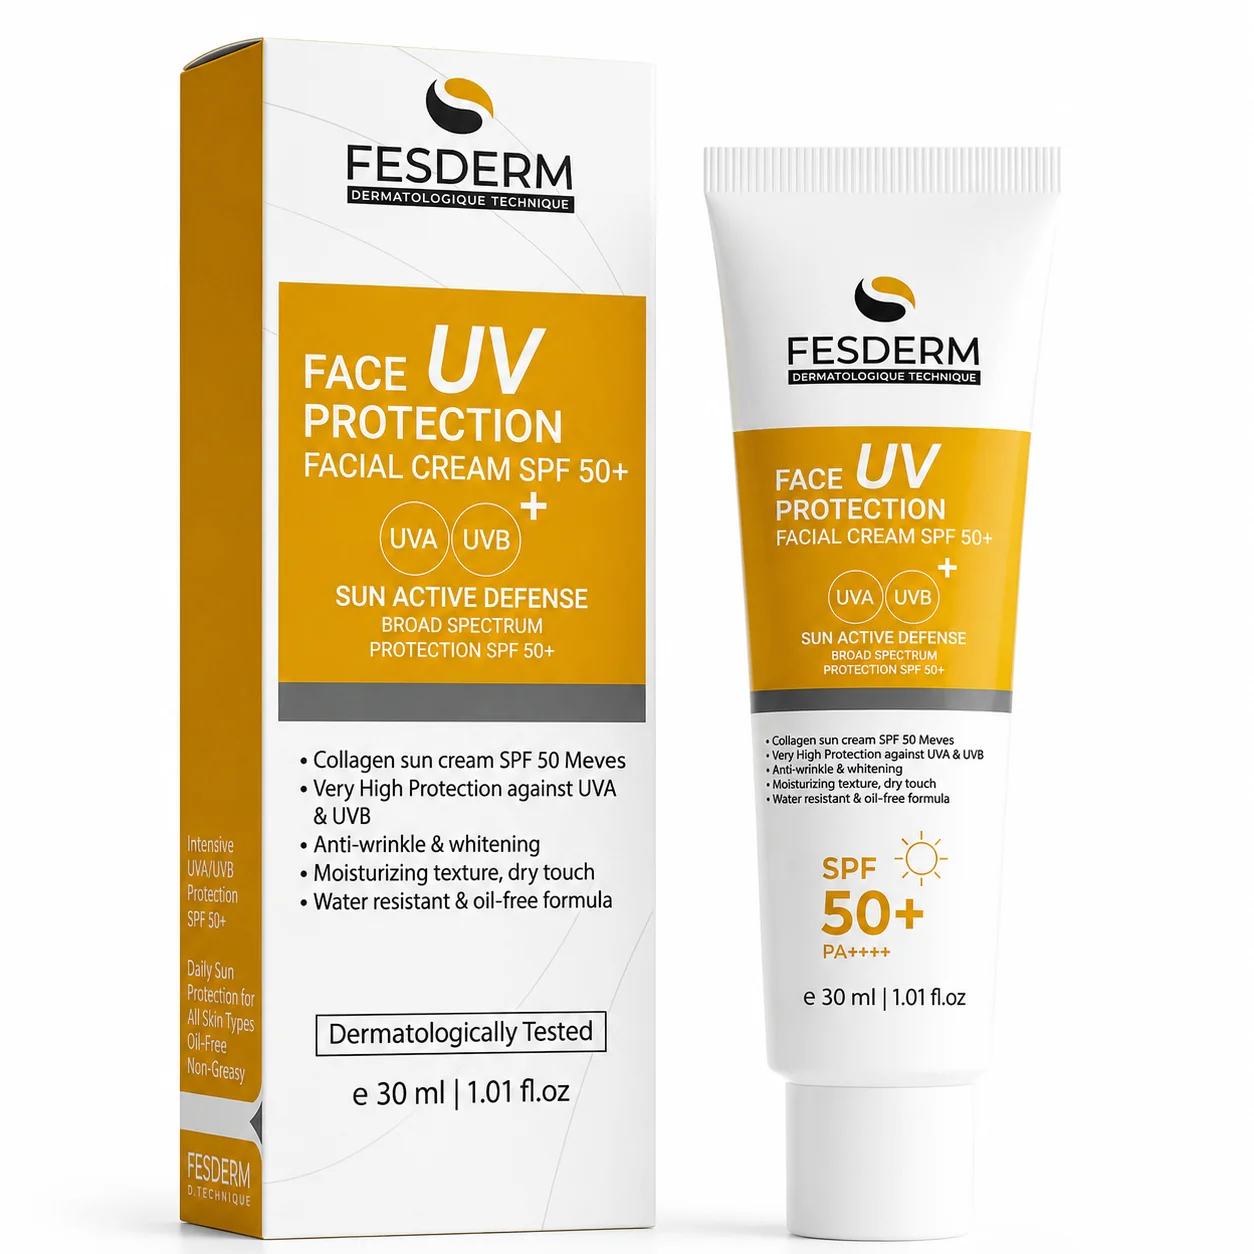 FESDERM
DERMATOLOGIQUE TECHNIQUE
FACE UV
PROTECTION
FACIAL CREAM SPF 50+
UVA UVB +
SUN ACTIVE DEFENSE
BROAD SPECTRUM
PROTECTION SPF 50+
• Collagen sun cream SPF 50 Meves
• Very High Protection against UVA
& UVB
• Anti-wrinkle & whitening
• Moisturizing texture, dry touch
• Water resistant & oil-free formula
Dermatologically Tested
e 30 ml | 1.01 fl.oz
Intensive
UVA/UVB
Protection
SPF 50+
Daily Sun
Protection for
All Skin Types
Oil-Free
Non-Greasy
FESDERM
D.TECHNIQUE
FESDERM
DERMATOLOGIQUE TECHNIQUE
FACE UV
PROTECTION
FACIAL CREAM SPF 50+
UVA UVB +
SUN ACTIVE DEFENSE
BROAD SPECTRUM
PROTECTION SPF 50+
• Collagen sun cream SPF 50 Meves
• Very High Protection against UVA & UVB
• Anti-wrinkle & whitening
• Moisturizing texture, dry touch
• Water resistant & oil-free formula
SPF
50+
PA++++
e 30 ml | 1.01 fl.oz